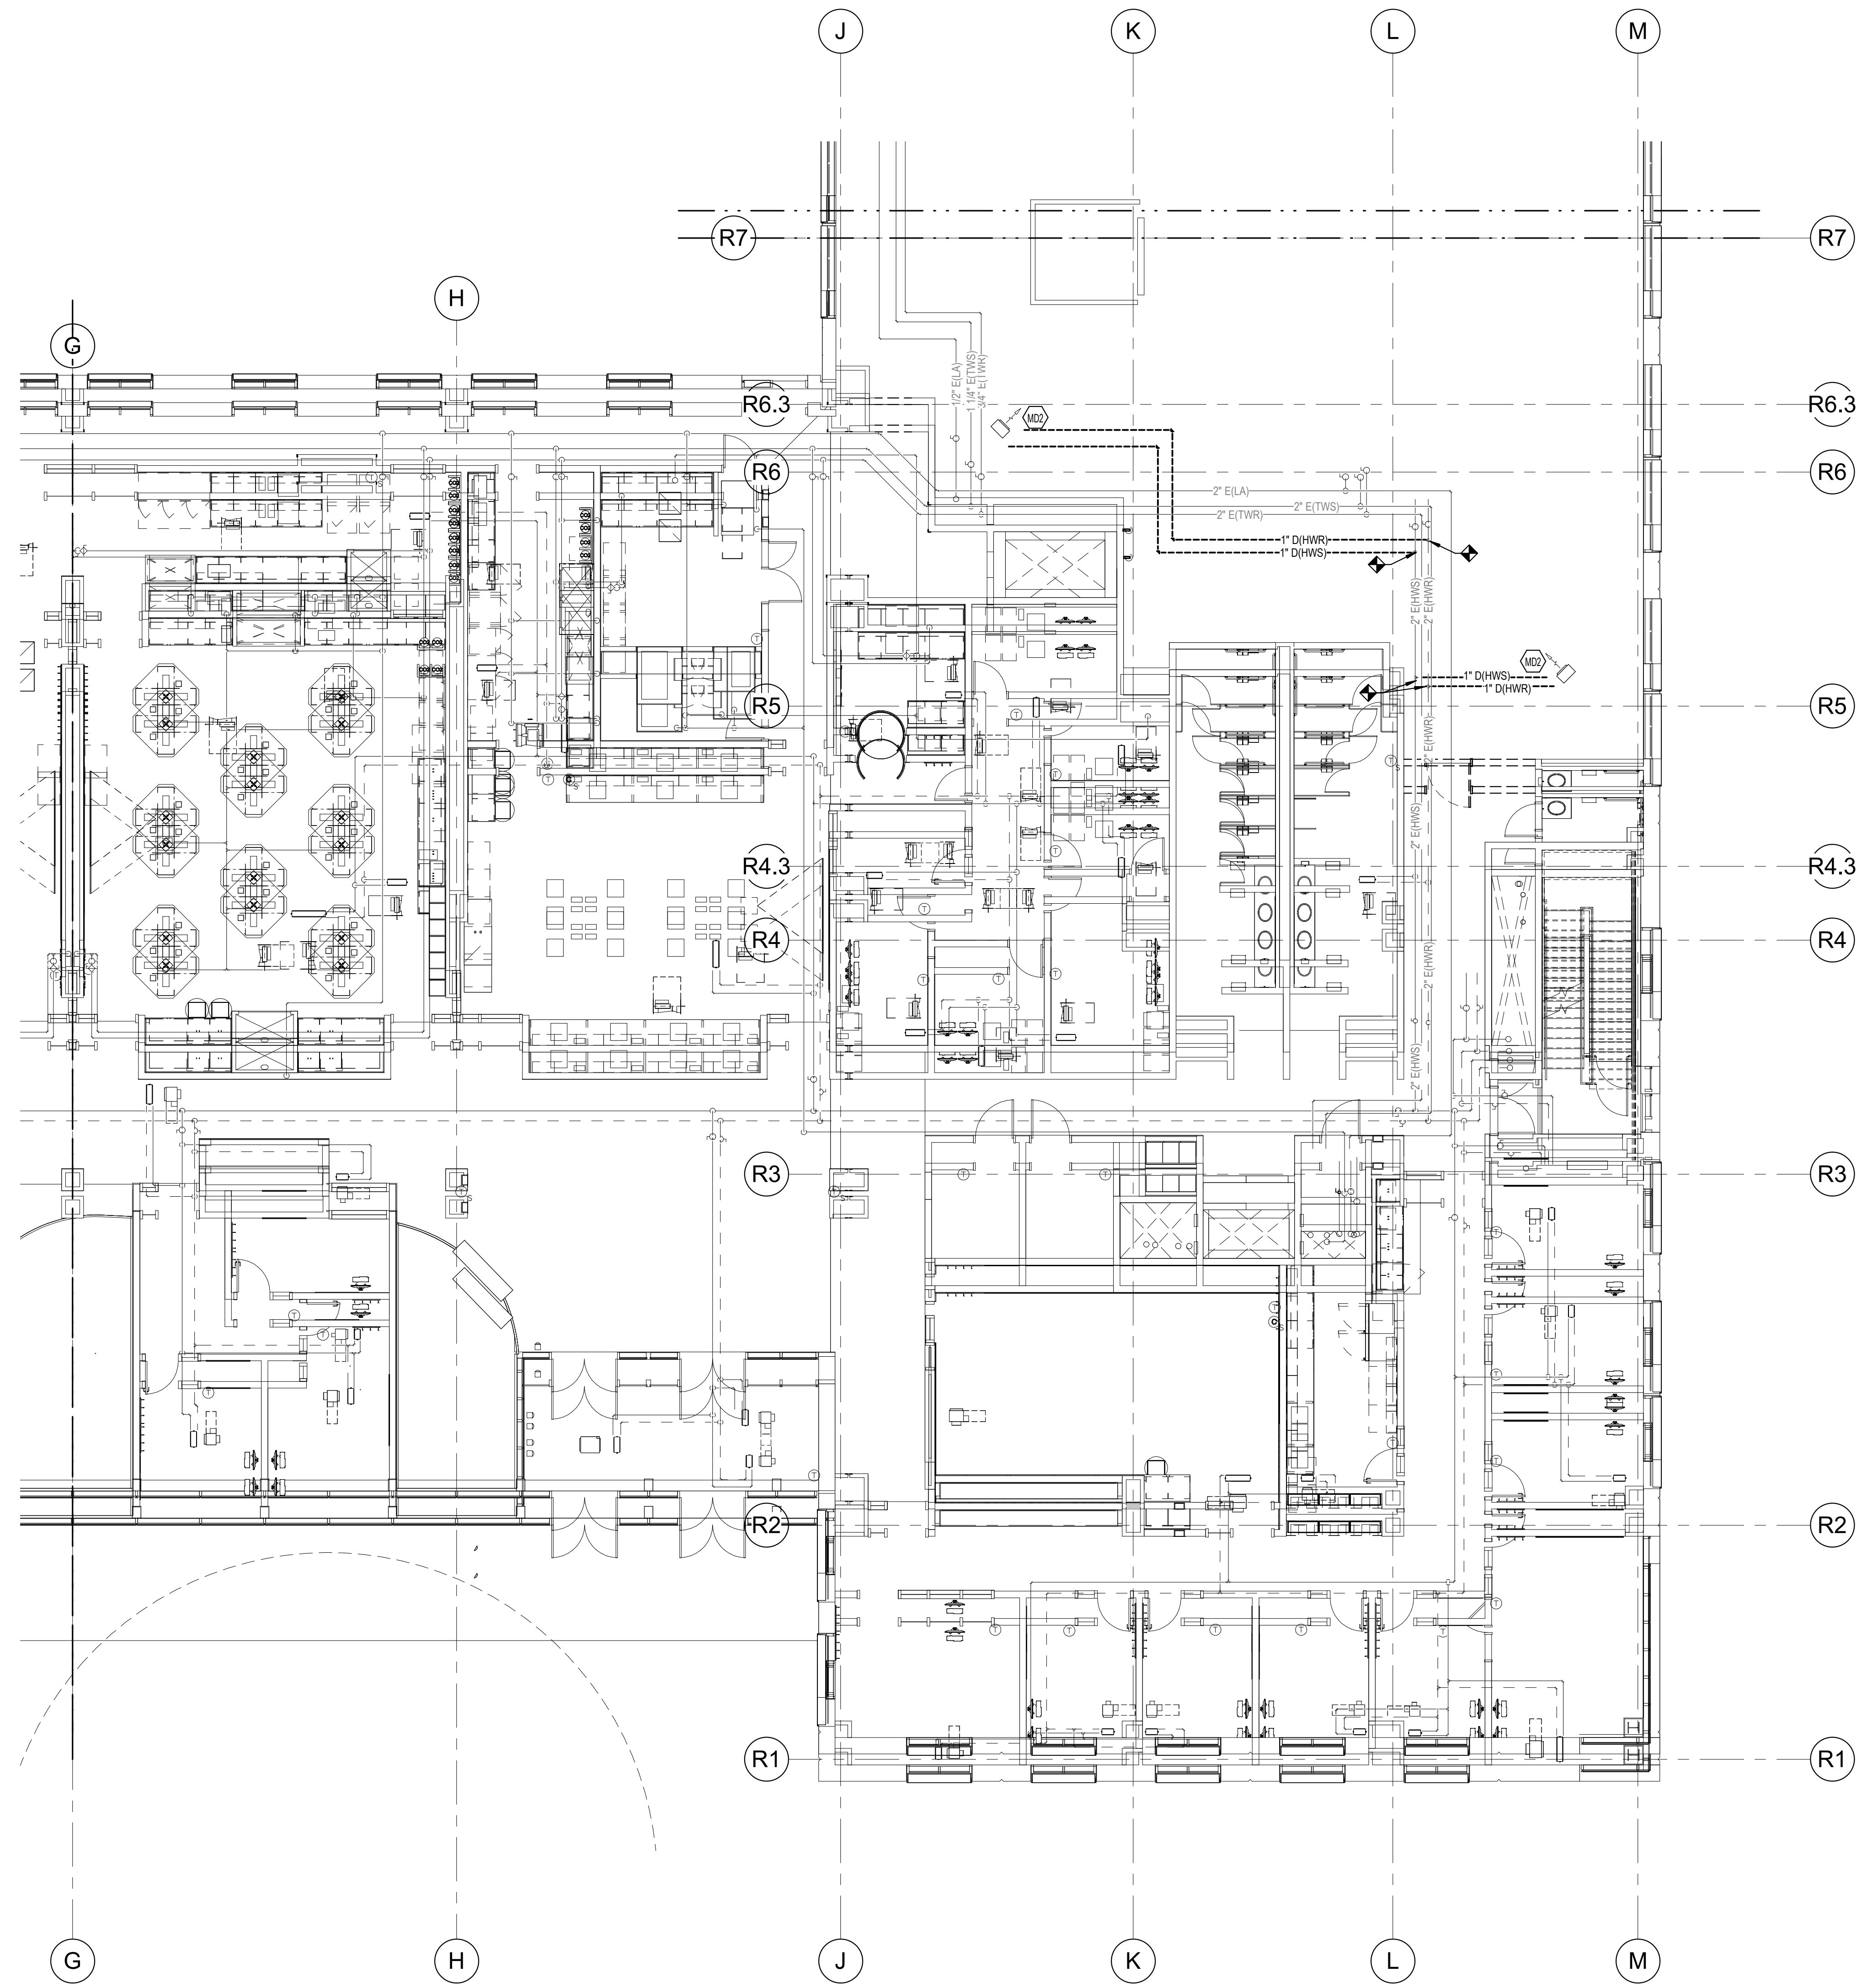 J
K
L
M
R7
R7
H
G
1/2" E(LA)
1 1/4" E(TWS)
3/4" E(TWR)
R6.3
R6.3
MD2
R6
R6
2" E(LA)
2" E(TWS)
2" E(TWR)
1" D(HWR)
1" D(HWS)
2" E(HWS)
2" E(HWR)
MD2
1" D(HWS)
1" D(HWR)
R5
R5
2" E(HWR)
2" E(HWS)
R4.3
R4.3
R4
R4
2" E(HWR)
2" E(HWS)
R3
R3
R2
R2
R1
R1
G
H
J
K
L
M